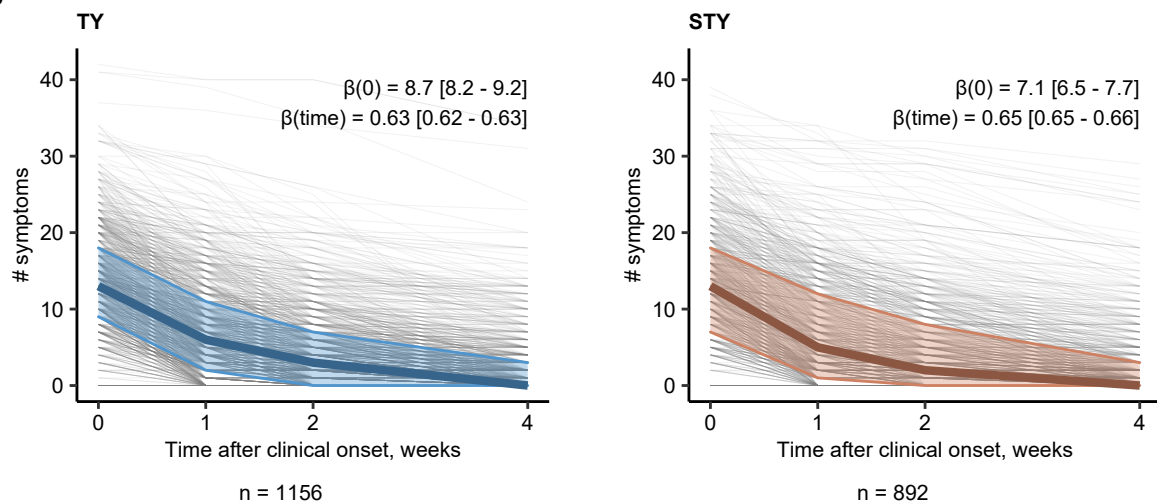 TY
β(0) = 8.7 [8.2 - 9.2]
β(time) = 0.63 [0.62 - 0.63]
# symptoms
40
30
20
10
0
0 1 2 4
Time after clinical onset, weeks
n = 1156
STY
β(0) = 7.1 [6.5 - 7.7]
β(time) = 0.65 [0.65 - 0.66]
# symptoms
40
30
20
10
0
0 1 2 4
Time after clinical onset, weeks
n = 892